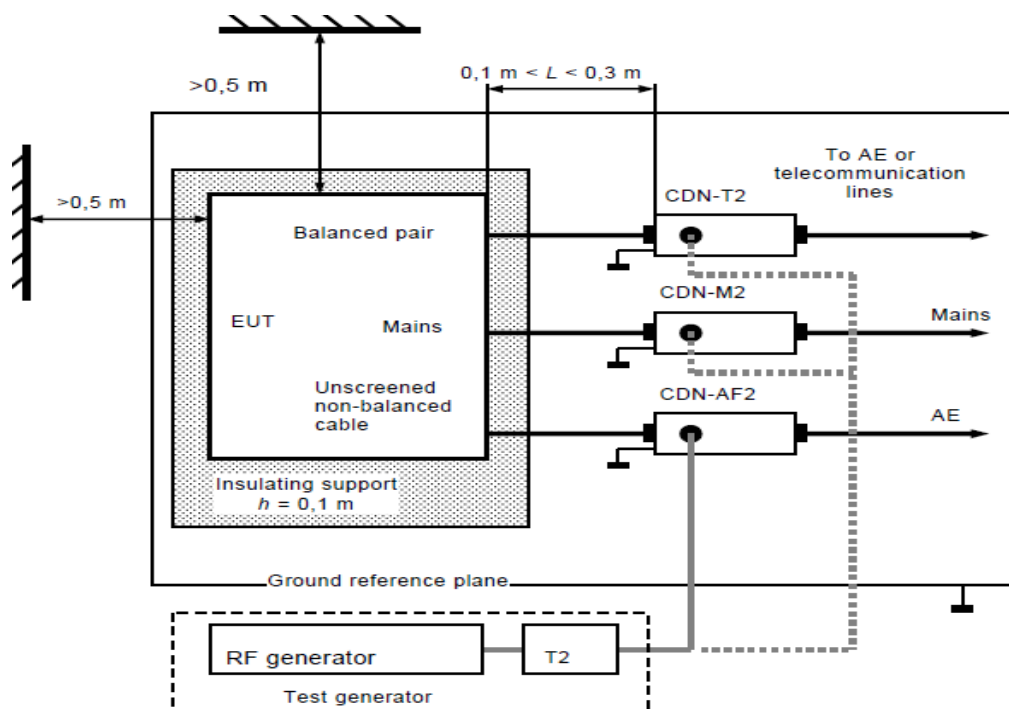 >0,5 m
0,1 m < L < 0,3 m
>0,5 m
To AE or
telecommunication
lines
CDN-T2
Balanced pair
CDN-M2
EUT
Mains
Mains
Unscreened
non-balanced
cable
CDN-AF2
AE
Insulating support
h = 0,1 m
Ground reference plane
RF generator
T2
Test generator